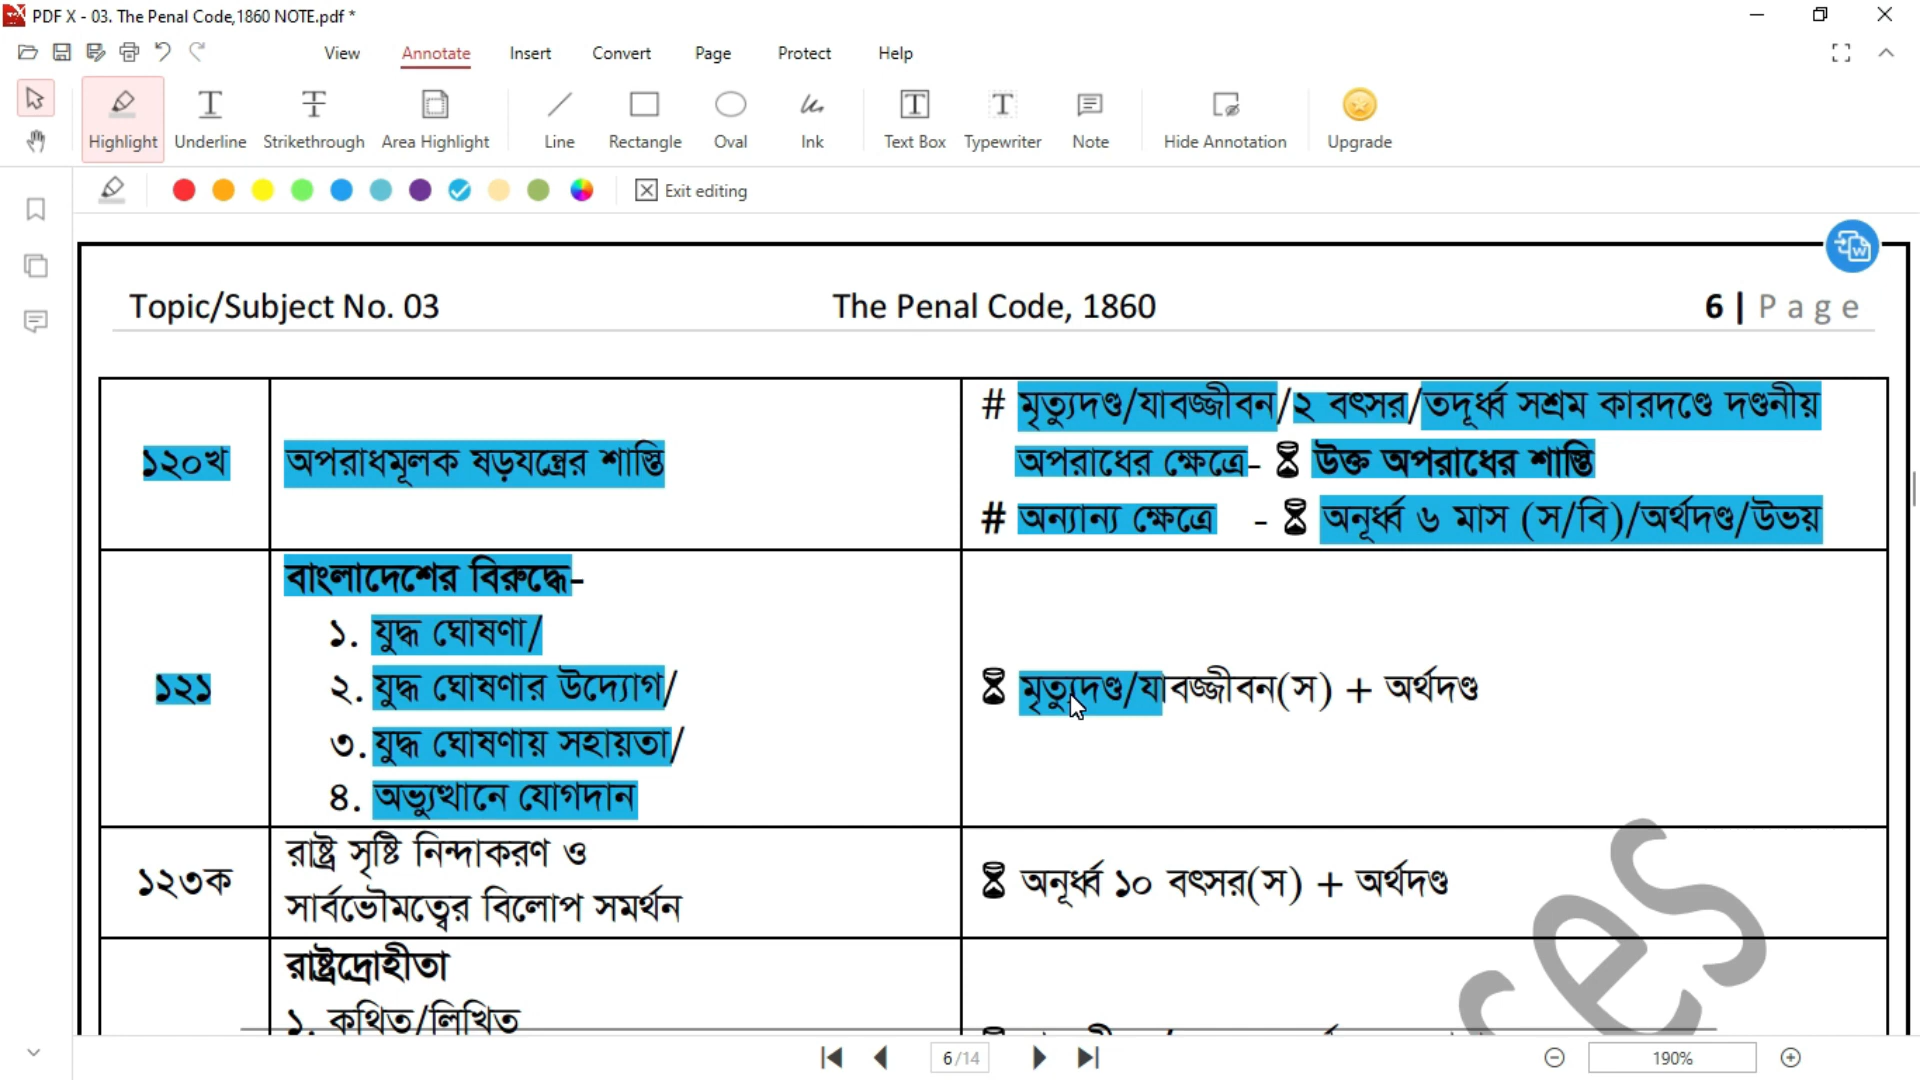 PDF X - 03. The Penal Code,1860 NOTE.pdf *
View Annotate Insert Convert Page Protect Help
Highlight Underline Strikethrough Area Highlight Line Rectangle Oval Ink Text Box Typewriter Note Hide Annotation Upgrade
Exit editing
Topic/Subject No. 03 The Penal Code, 1860 6 | Page
# মৃত্যুদণ্ড/যাবজ্জীবন/২ বৎসর/তদূর্ধ্ব সশ্রম কারদণ্ডে দণ্ডনীয়
১২০খ অপরাধমূলক ষড়যন্ত্রের শাস্তি অপরাধের ক্ষেত্রে- উক্ত অপরাধের শাস্তি
# অন্যান্য ক্ষেত্রে - অনূর্ধ্ব ৬ মাস (স/বি)/অর্থদণ্ড/উভয়
বাংলাদেশের বিরুদ্ধে-
১. যুদ্ধ ঘোষণা/
১২১ ২. যুদ্ধ ঘোষণার উদ্যোগ/ মৃত্যুদণ্ড/যাবজ্জীবন(স) + অর্থদণ্ড
৩. যুদ্ধ ঘোষণায় সহায়তা/
৪. অভ্যুত্থানে যোগদান
রাষ্ট্র সৃষ্টি নিন্দাকরণ ও
১২৩ক অনূর্ধ্ব ১০ বৎসর(স) + অর্থদণ্ড
সার্বভৌমত্বের বিলোপ সমর্থন
রাষ্ট্রদ্রোহীতা
১. কথিত/লিখিত
6 /14 190%